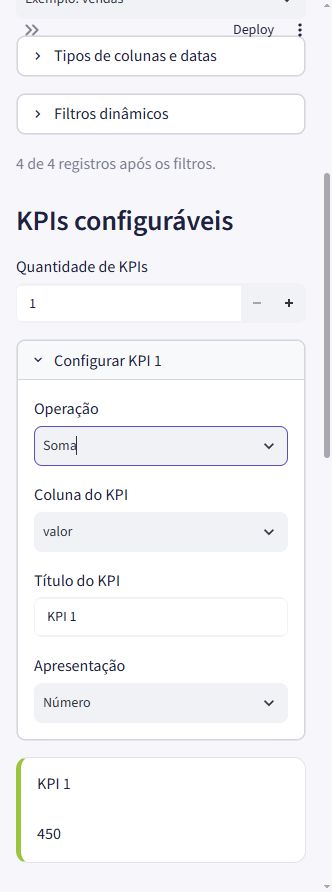 Exemplo: vendas
Deploy
Tipos de colunas e datas
Filtros dinâmicos
4 de 4 registros após os filtros.
KPIs configuráveis
Quantidade de KPIs
1
Configurar KPI 1
Operação
Soma
Coluna do KPI
valor
Título do KPI
KPI 1
Apresentação
Número
KPI 1
450